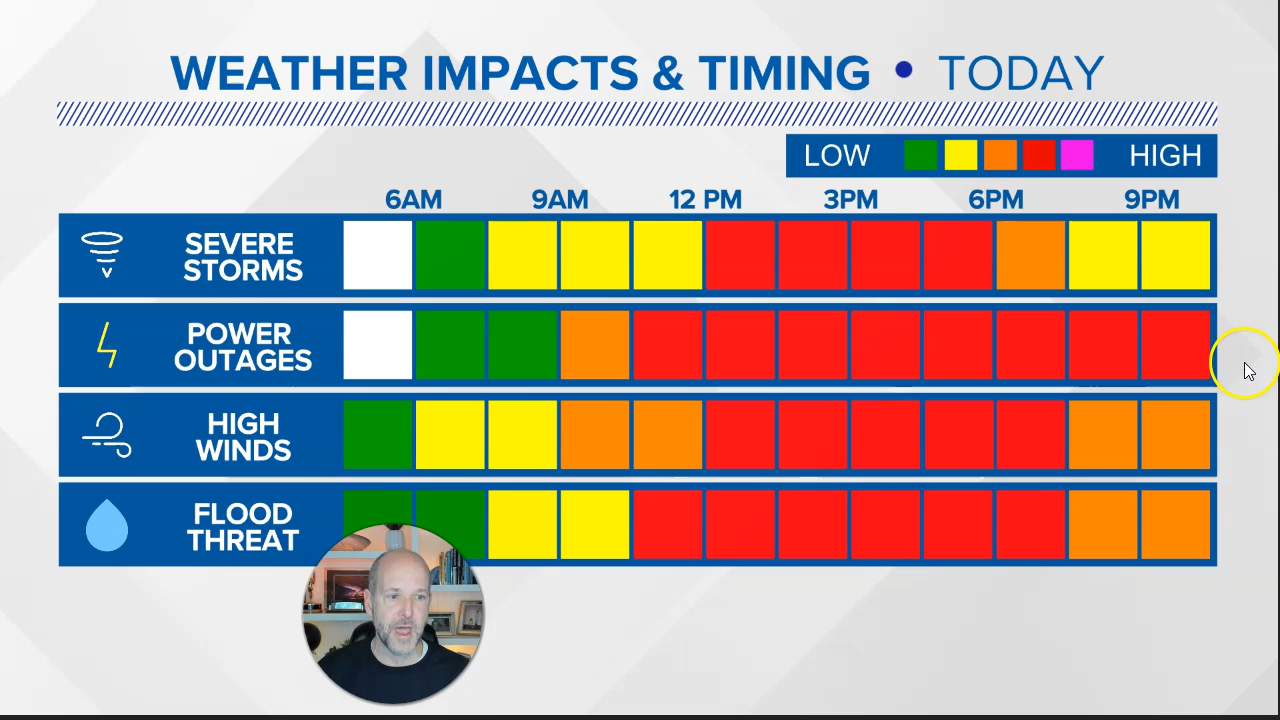 WEATHER IMPACTS & TIMING • TODAY
LOW HIGH
6AM 9AM 12 PM 3PM 6PM 9PM
SEVERE
STORMS
POWER
OUTAGES
HIGH
WINDS
FLOOD
THREAT